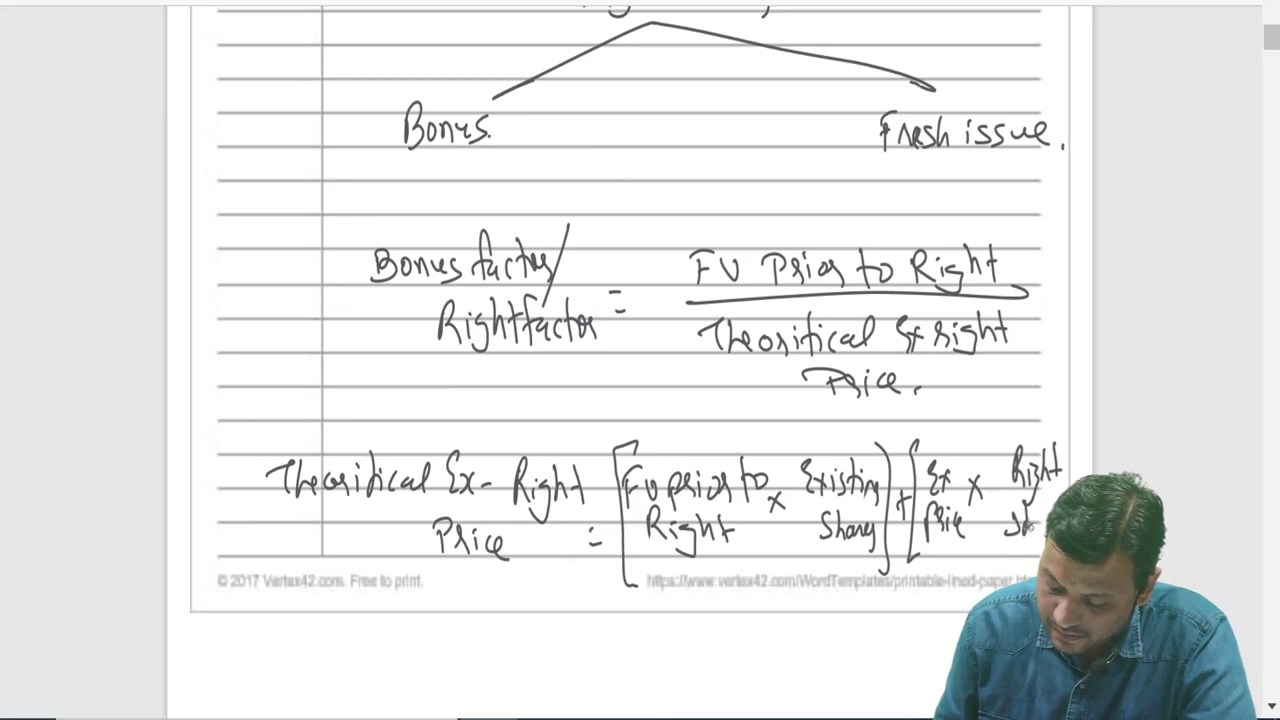 Bonus.
Fresh issue.
Bonus factor/
Right factor
=
FV Prior to Right
Theoritical Ex right
Price.
Theoritical Ex- Right
Price
=
[FV prior to Right × Existing Shares] + [Ex Price × Right
© 2017 Vertex42.com. Free to print.
https://www.vertex42.com/WordTemplates/printable-lined-paper.h